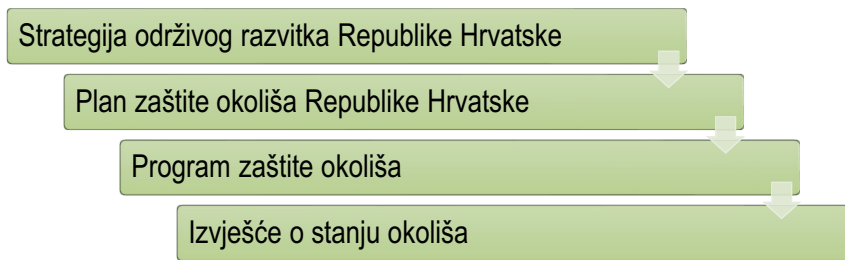 Strategija održivog razvitka Republike Hrvatske
Plan zaštite okoliša Republike Hrvatske
Program zaštite okoliša
Izvješće o stanju okoliša